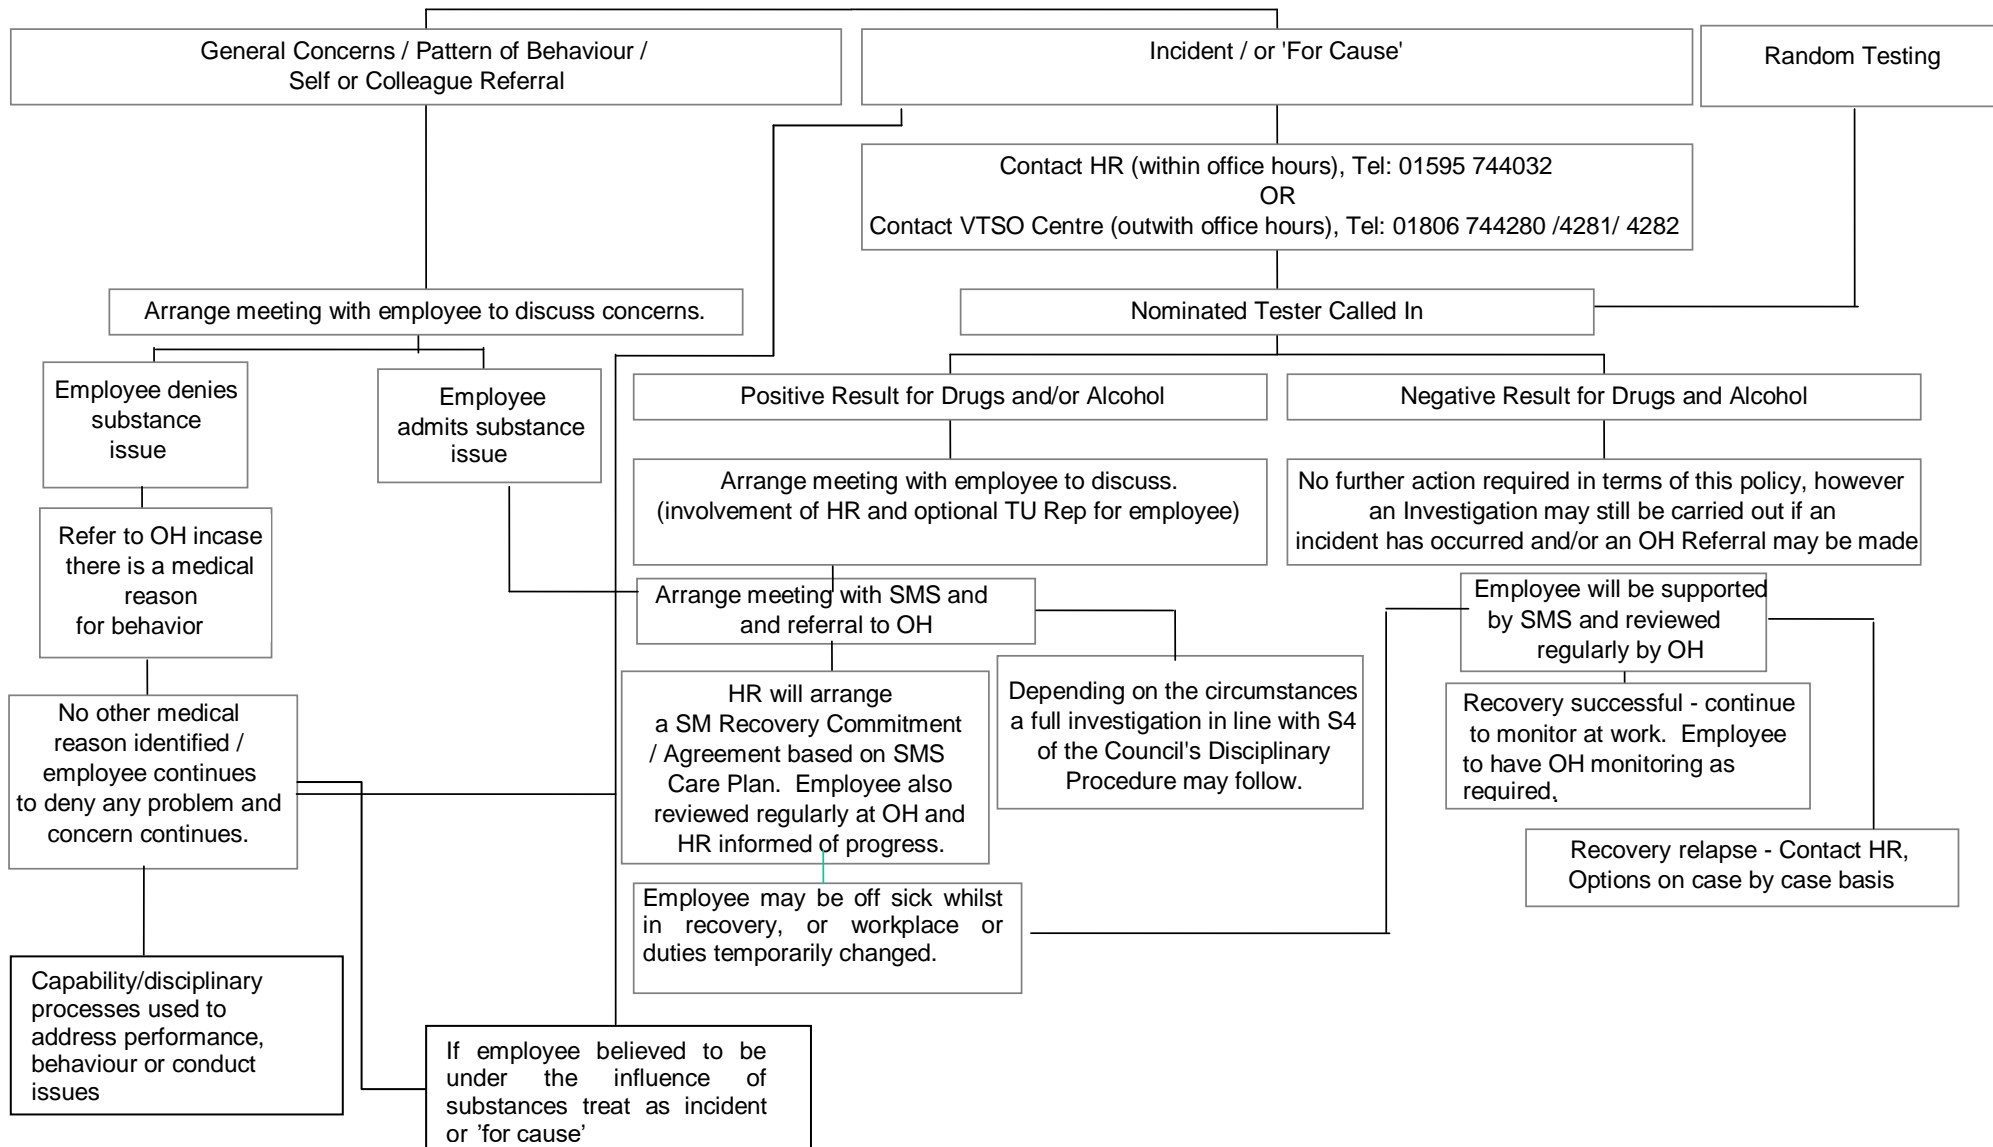 General Concerns / Pattern of Behaviour /
Self or Colleague Referral
Incident / or 'For Cause'
Random Testing
Contact HR (within office hours), Tel: 01595 744032
OR
Contact VTSO Centre (outwith office hours), Tel: 01806 744280 /4281/ 4282
Arrange meeting with employee to discuss concerns.
Nominated Tester Called In
Employee denies
substance
issue
Employee
admits substance
issue
Positive Result for Drugs and/or Alcohol
Negative Result for Drugs and Alcohol
Arrange meeting with employee to discuss.
(involvement of HR and optional TU Rep for employee)
No further action required in terms of this policy, however
an Investigation may still be carried out if an
incident has occurred and/or an OH Referral may be made
Refer to OH incase
there is a medical
reason
for behavior
Arrange meeting with SMS and
and referral to OH
Employee will be supported
by SMS and reviewed
regularly by OH
No other medical
reason identified /
employee continues
to deny any problem and
concern continues.
HR will arrange
a SM Recovery Commitment
/ Agreement based on SMS
Care Plan.  Employee also
reviewed regularly at OH and
HR informed of progress.
Depending on the circumstances
a full investigation in line with S4
of the Council's Disciplinary
Procedure may follow.
Recovery successful - continue
to monitor at work.  Employee
to have OH monitoring as
required.
Recovery relapse - Contact HR,
Options on case by case basis
Employee may be off sick whilst
in recovery, or workplace or
duties temporarily changed.
Capability/disciplinary
processes used to
address performance,
behaviour or conduct
issues
If employee believed to be
under the influence of
substances treat as incident
or 'for cause'